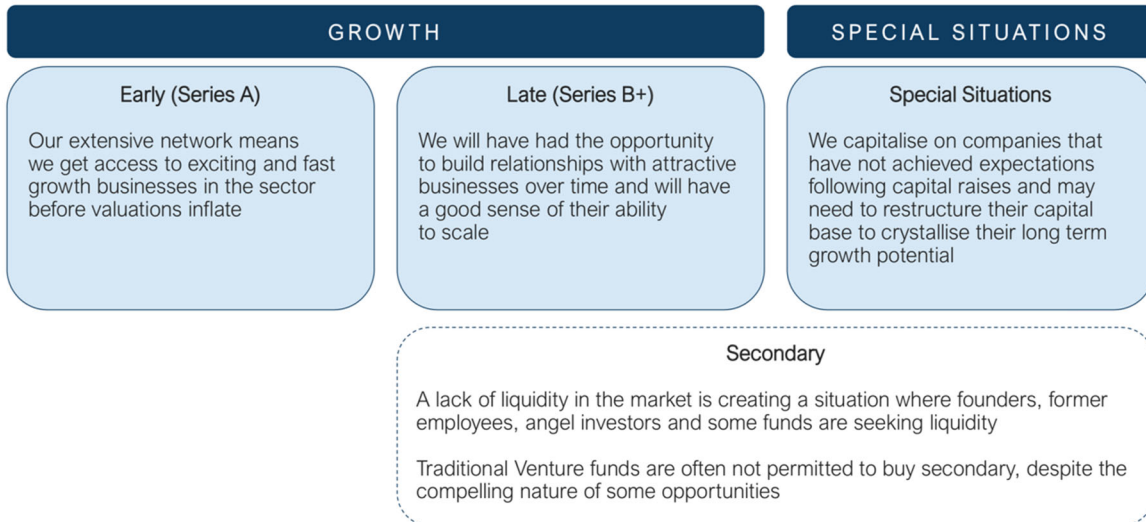 GROWTH
SPECIAL SITUATIONS
Early (Series A)
Our extensive network means
we get access to exciting and fast
growth businesses in the sector
before valuations inflate
Late (Series B+)
We will have had the opportunity
to build relationships with attractive
businesses over time and will have
a good sense of their ability
to scale
Special Situations
We capitalise on companies that
have not achieved expectations
following capital raises and may
need to restructure their capital
base to crystallise their long term
growth potential
Secondary
A lack of liquidity in the market is creating a situation where founders, former
employees, angel investors and some funds are seeking liquidity
Traditional Venture funds are often not permitted to buy secondary, despite the
compelling nature of some opportunities